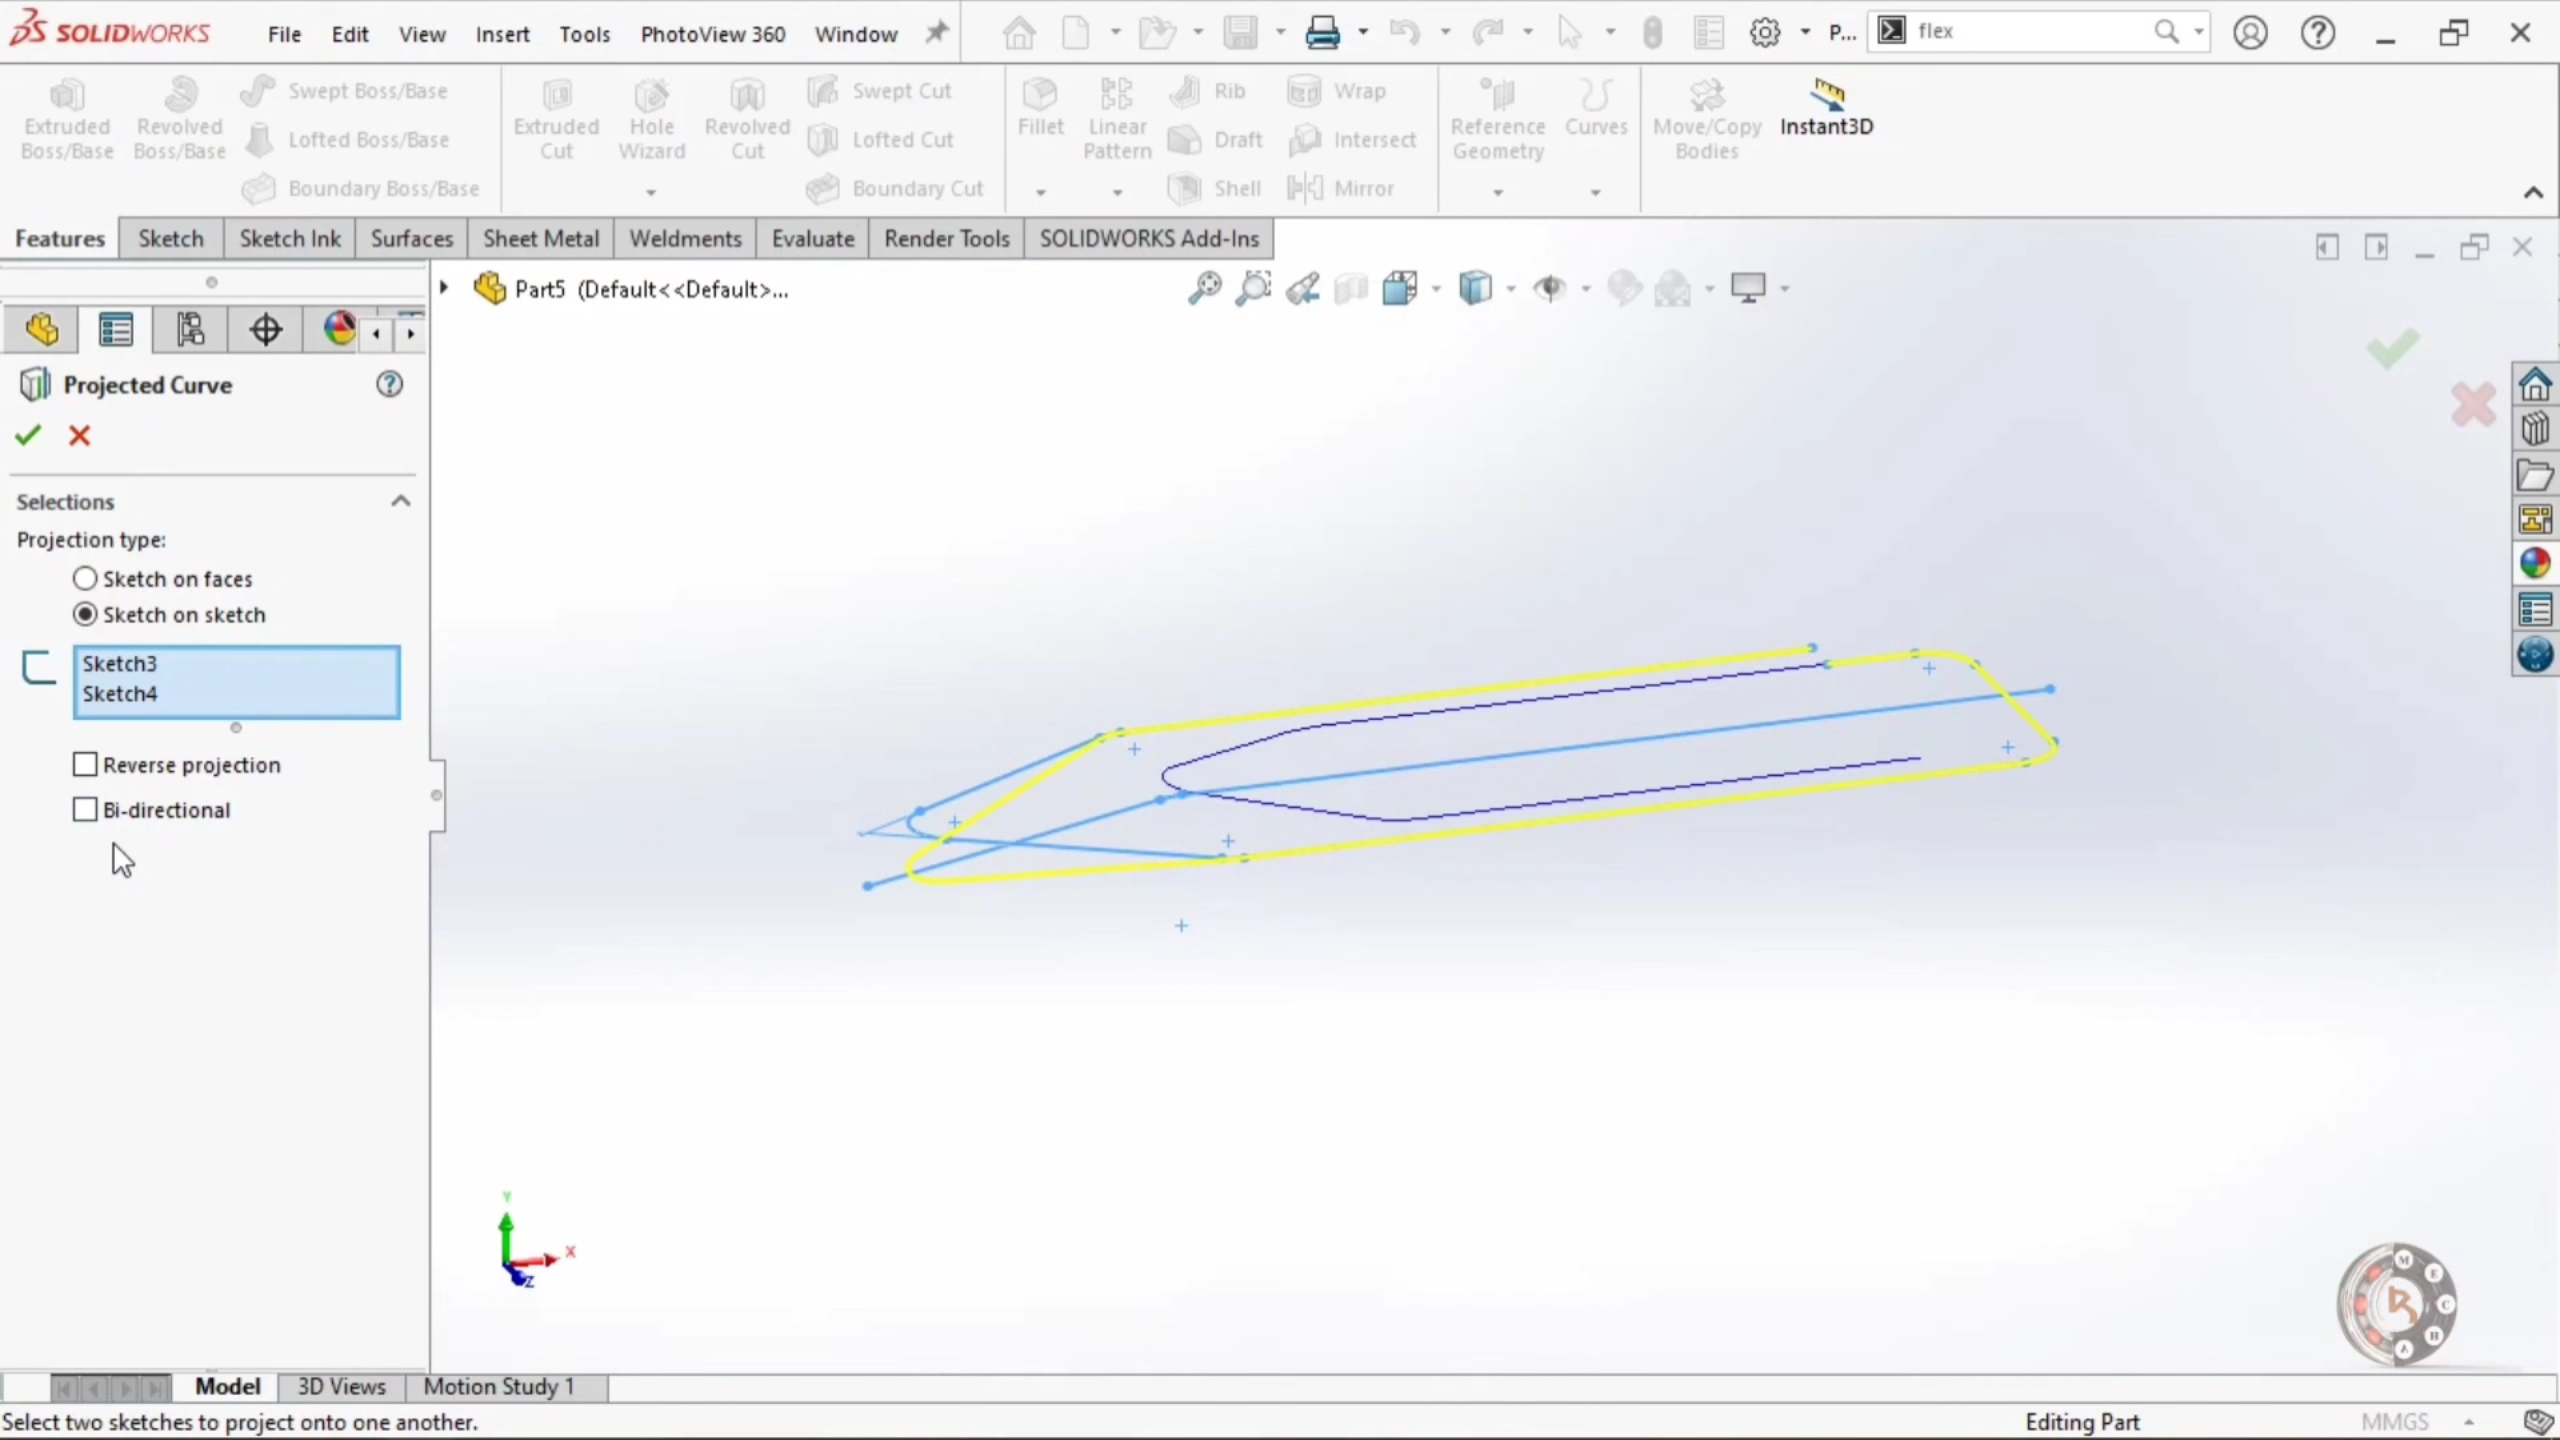 SOLIDWORKS File Edit View Insert Tools PhotoView 360 Window P... flex
Extruded Boss/Base
Revolved Boss/Base
Swept Boss/Base
Lofted Boss/Base
Boundary Boss/Base
Extruded Cut
Hole Wizard
Revolved Cut
Swept Cut
Lofted Cut
Boundary Cut
Fillet
Linear Pattern
Rib
Draft
Shell
Wrap
Intersect
Mirror
Reference Geometry
Curves
Move/Copy Bodies
Instant3D
Features Sketch Sketch Ink Surfaces Sheet Metal Weldments Evaluate Render Tools SOLIDWORKS Add-Ins
Part5 (Default<<Default>...
Projected Curve
Selections
Projection type:
Sketch on faces
Sketch on sketch
Sketch3
Sketch4
Reverse projection
Bi-directional
Y
X
Z
M E C H A
Model 3D Views Motion Study 1
Select two sketches to project onto one another.
Editing Part MMGS